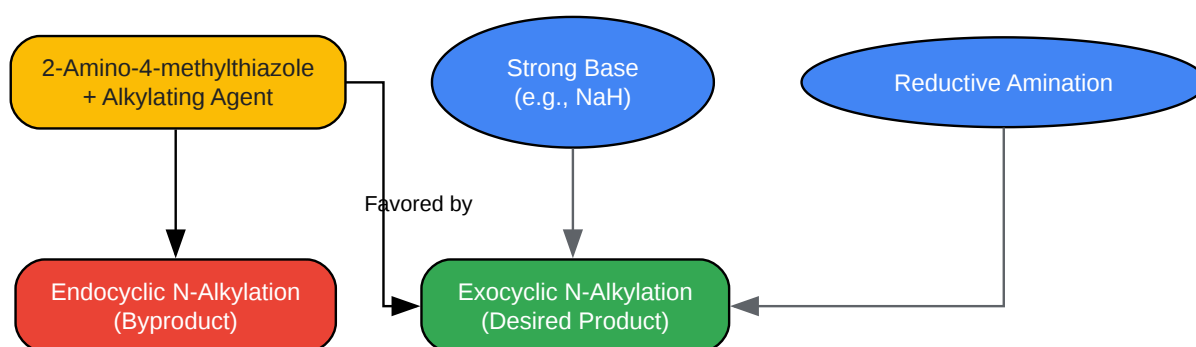 2-Amino-4-methylthiazole
+ Alkylating Agent
Strong Base
(e.g., NaH)
Reductive Amination
Favored by
Endocyclic N-Alkylation
(Byproduct)
Exocyclic N-Alkylation
(Desired Product)